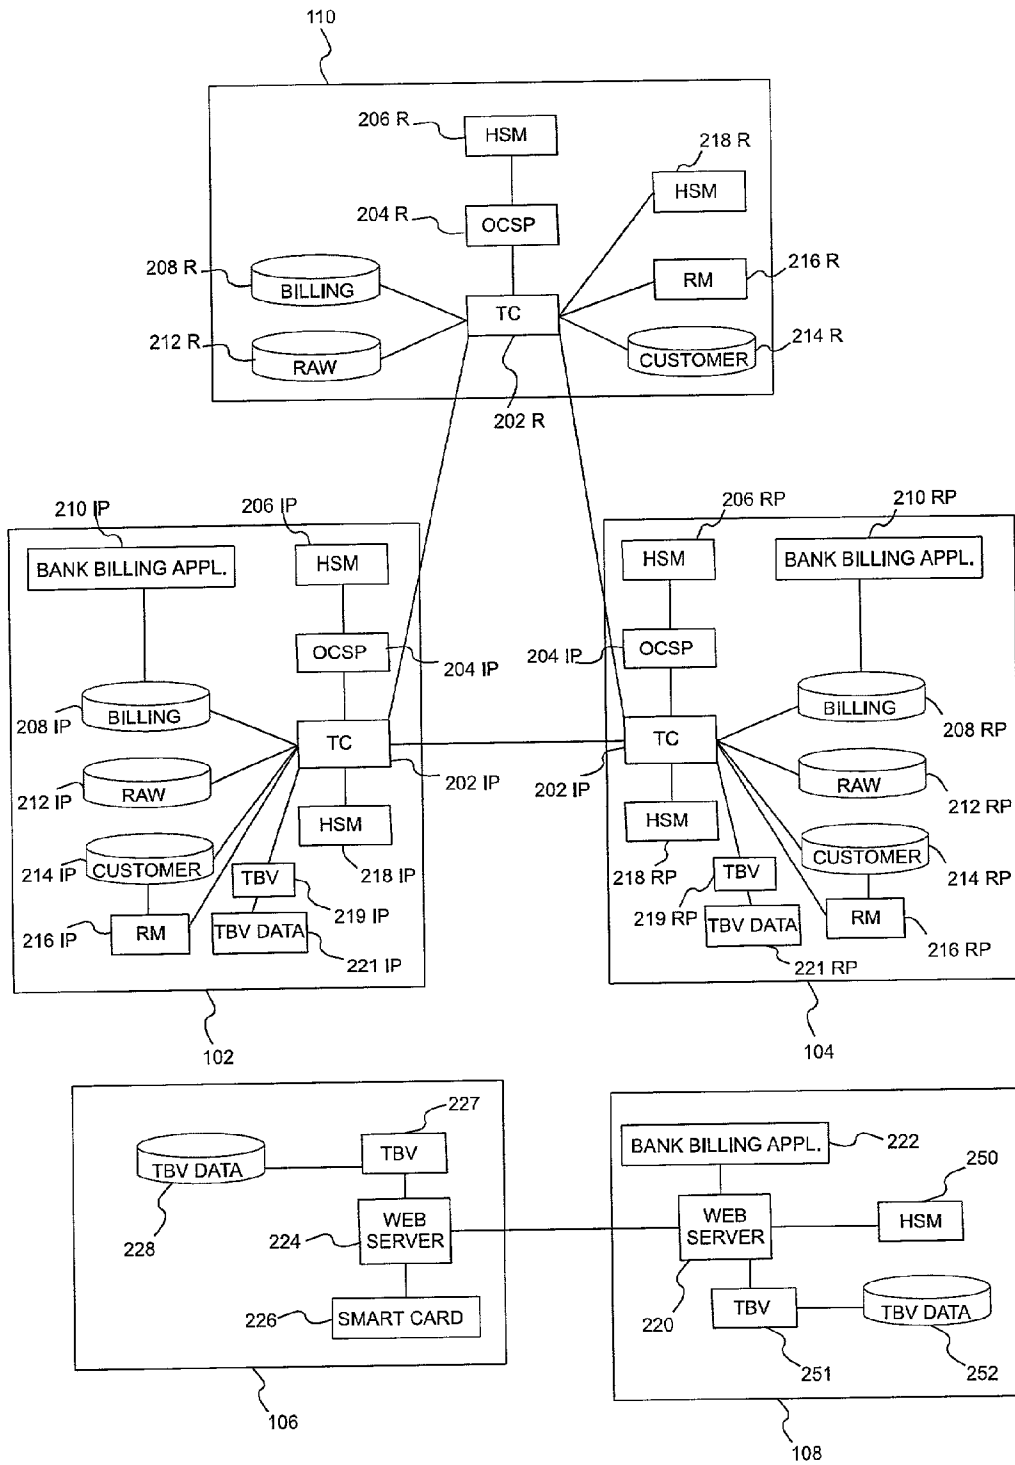 110
206 R
HSM
218 R
HSM
204 R
OCSP
208 R
BILLING
216 R
RM
TC
212 R
RAW
CUSTOMER
214 R
202 R
210 IP
206 IP
BANK BILLING APPL.
HSM
OCSP
204 IP
208 IP
BILLING
TC
202 IP
212 IP
RAW
HSM
218 IP
214 IP
CUSTOMER
TBV
219 IP
216 IP
RM
TBV DATA
221 IP
102
206 RP
210 RP
HSM
BANK BILLING APPL.
204 IP
OCSP
BILLING
208 RP
TC
202 IP
RAW
212 RP
HSM
218 RP
CUSTOMER
214 RP
TBV
219 RP
TBV DATA
221 RP
RM
216 RP
104
227
TBV DATA
TBV
228
224
WEB
SERVER
226
SMART CARD
106
BANK BILLING APPL.
222
250
WEB
SERVER
HSM
220
TBV
TBV DATA
251
252
108